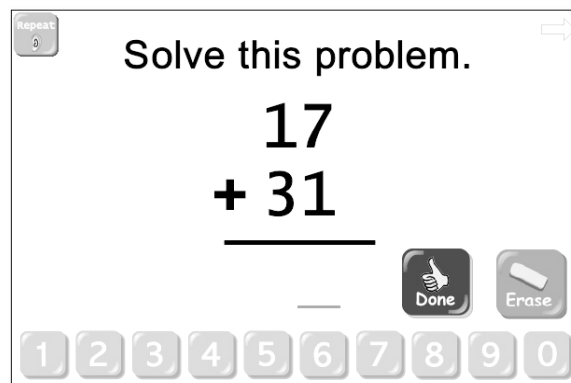 Repeat
Solve this problem.
17
+ 31
Done
Erase
1 2 3 4 5 6 7 8 9 0